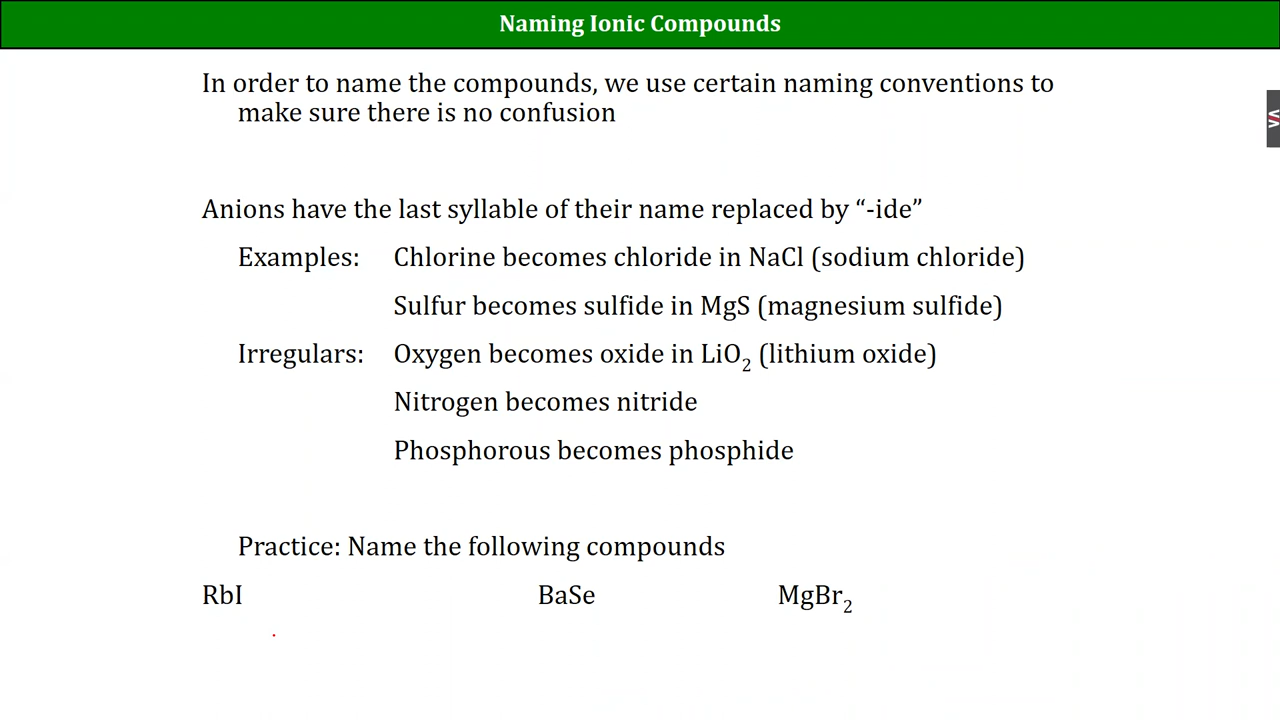 Naming Ionic Compounds
In order to name the compounds, we use certain naming conventions to
make sure there is no confusion
Anions have the last syllable of their name replaced by “-ide”
Examples: Chlorine becomes chloride in NaCl (sodium chloride)
Sulfur becomes sulfide in MgS (magnesium sulfide)
Irregulars: Oxygen becomes oxide in LiO₂ (lithium oxide)
Nitrogen becomes nitride
Phosphorous becomes phosphide
Practice: Name the following compounds
RbI BaSe MgBr₂